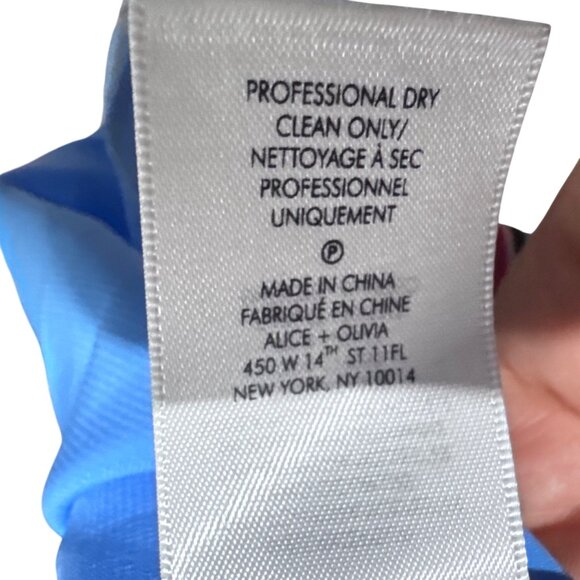 PROFESSIONAL DRY
CLEAN ONLY/
NETTOYAGE À SEC
PROFESSIONNEL
UNIQUEMENT
Ⓟ
MADE IN CHINA
FABRIQUÉ EN CHINE
ALICE + OLIVIA
450 W 14TH ST 11FL
NEW YORK, NY 10014